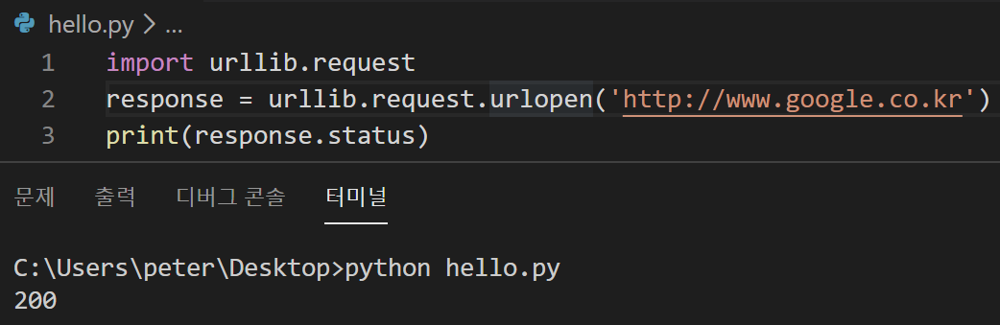 hello.py > ...
1 import urllib.request
2 response = urllib.request.urlopen('http://www.google.co.kr')
3 print(response.status)
문제 출력 디버그 콘솔 터미널
C:\Users\peter\Desktop>python hello.py
200